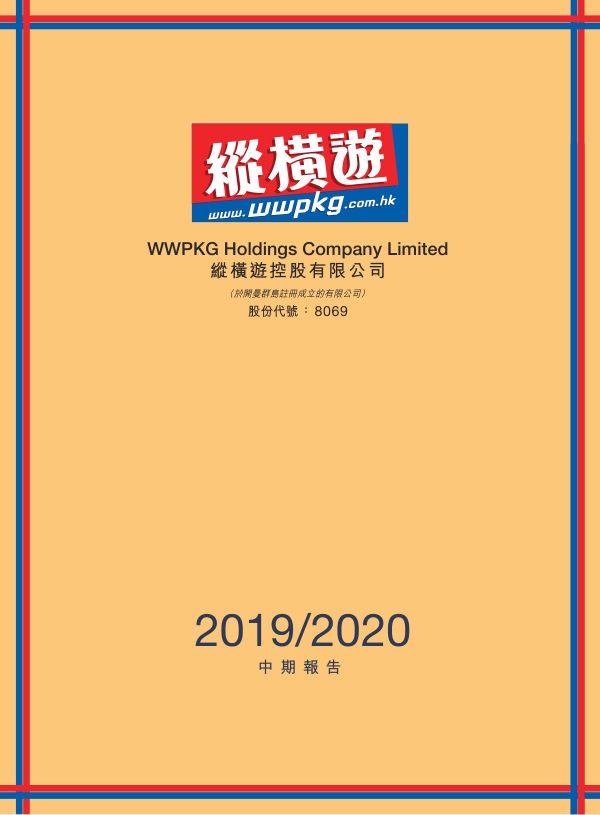 縱橫遊
www.wwpkg.com.hk
WWPKG Holdings Company Limited
縱橫遊控股有限公司
（於開曼群島註冊成立的有限公司）
股份代號：8069
2019/2020
中期報告